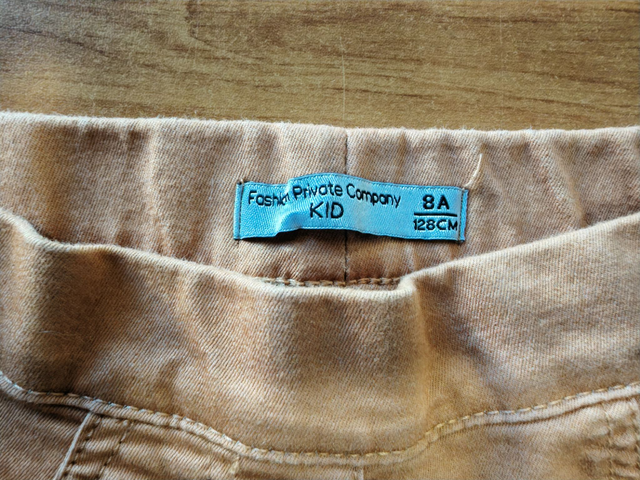 Fashion Private Company
KID
8A
128CM